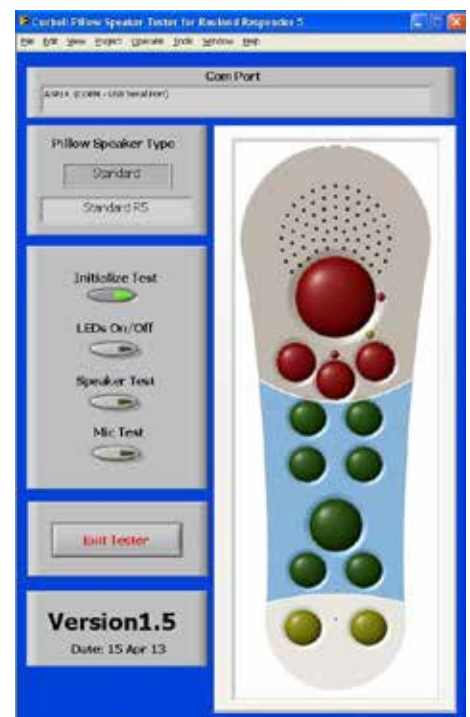 Curbell Pillow Speaker Tester for Rauland Responder 5
File Edit View Project Operate Tools Window Help
Com Port
Pillow Speaker Type
Standard
Standard R5
Initialize Test
LEDs On/Off
Speaker Test
Mic Test
Exit Tester
Version1.5
Date: 15 Apr 13